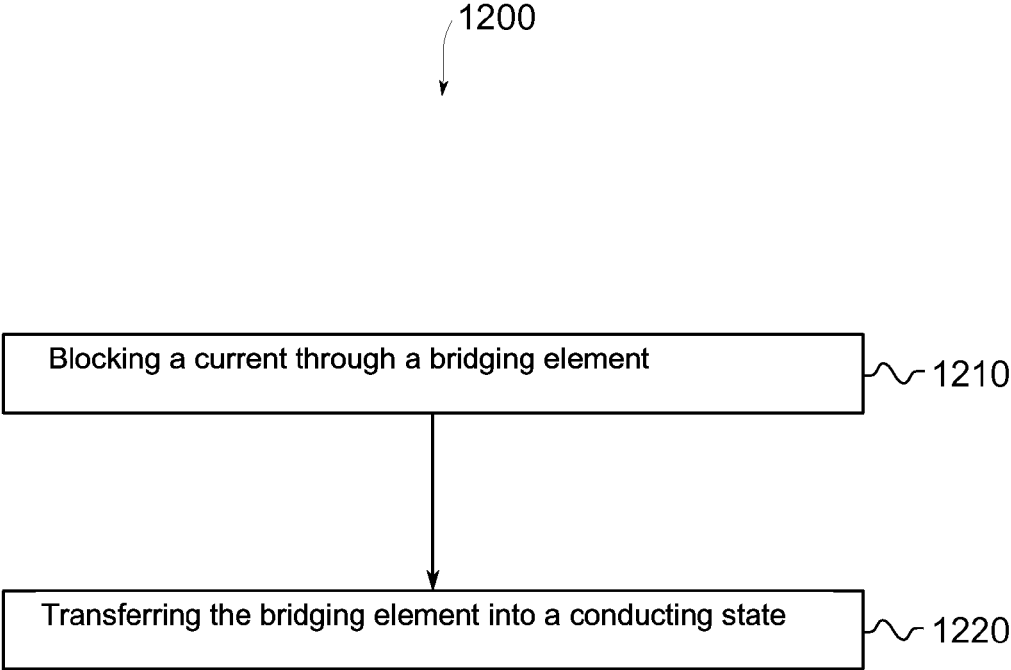 1200
Blocking a current through a bridging element
1210
Transferring the bridging element into a conducting state
1220